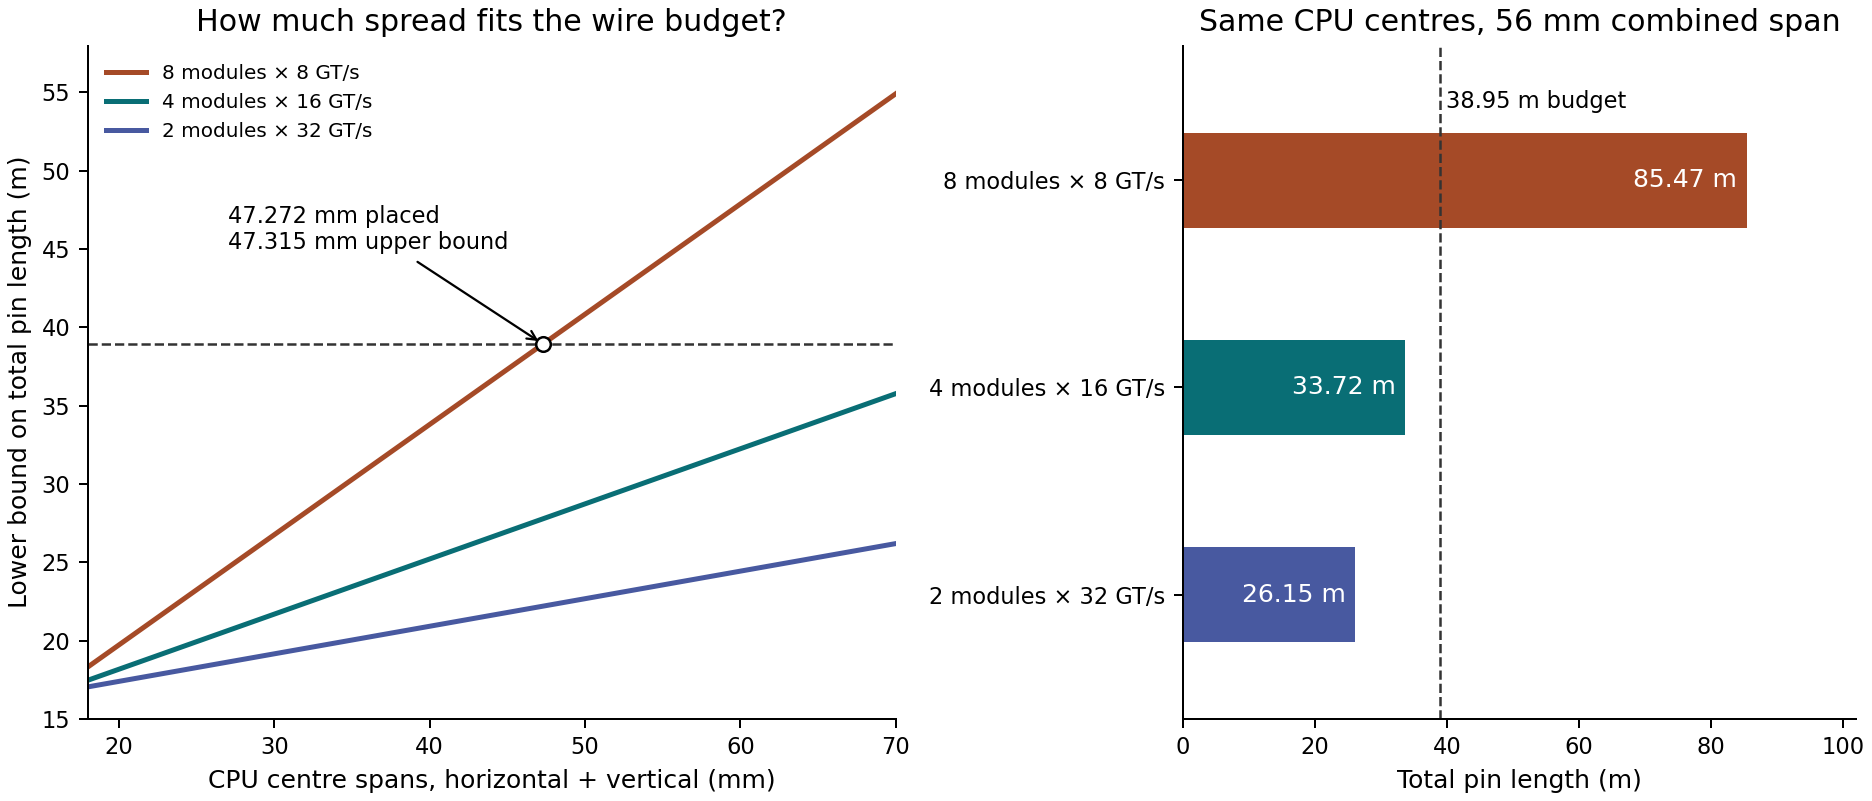 How much spread fits the wire budget?
8 modules × 8 GT/s
4 modules × 16 GT/s
2 modules × 32 GT/s
47.272 mm placed
47.315 mm upper bound
Lower bound on total pin length (m)
55
50
45
40
35
30
25
20
15
20
30
40
50
60
70
CPU centre spans, horizontal + vertical (mm)
Same CPU centres, 56 mm combined span
38.95 m budget
8 modules × 8 GT/s
85.47 m
4 modules × 16 GT/s
33.72 m
2 modules × 32 GT/s
26.15 m
0
20
40
60
80
100
Total pin length (m)